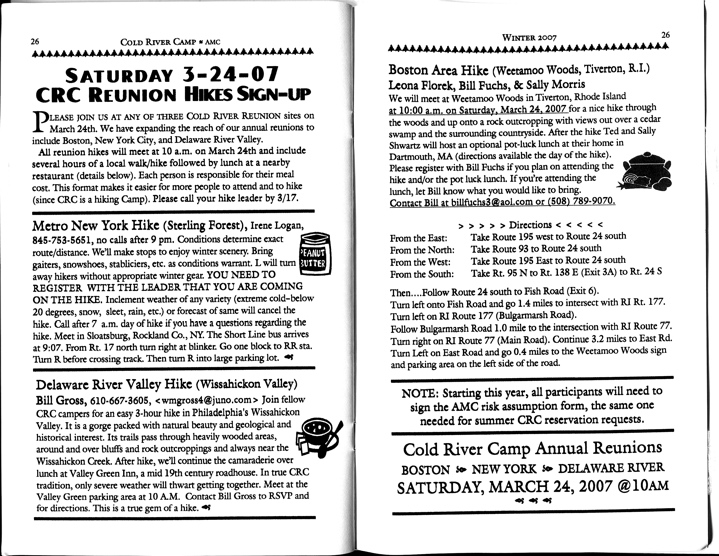 26
COLD RIVER CAMP • AMC
SATURDAY 3-24-07
CRC REUNION HIKES SIGN-UP
PLEASE JOIN US AT ANY OF THREE COLD RIVER REUNION sites on
March 24th. We have expanding the reach of our annual reunions to
include Boston, New York City, and Delaware River Valley.
All reunion hikes will meet at 10 a.m. on March 24th and include
several hours of a local walk/hike followed by lunch at a nearby
restaurant (details below). Each person is responsible for their meal
cost. This format makes it easier for more people to attend and to hike
(since CRC is a hiking Camp). Please call your hike leader by 3/17.
Metro New York Hike (Sterling Forest), Irene Logan,
845-753-5651, no calls after 9 pm. Conditions determine exact
route/distance. We'll make stops to enjoy winter scenery. Bring
gaiters, snowshoes, stabliciers, etc. as conditions warrant. L will turn
away hikers without appropriate winter gear. YOU NEED TO
REGISTER WITH THE LEADER THAT YOU ARE COMING
ON THE HIKE. Inclement weather of any variety (extreme cold–below
20 degrees, snow, sleet, rain, etc.) or forecast of same will cancel the
hike. Call after 7 a.m. day of hike if you have a questions regarding the
hike. Meet in Sloatsburg, Rockland Co., NY. The Short Line bus arrives
at 9:07. From Rt. 17 north turn right at blinker. Go one block to RR sta.
Turn R before crossing track. Then turn R into large parking lot.
PEANUT
BUTTER
Delaware River Valley Hike (Wissahickon Valley)
Bill Gross, 610-667-3605, <wmgross4@juno.com> Join fellow
CRC campers for an easy 3-hour hike in Philadelphia's Wissahickon
Valley. It is a gorge packed with natural beauty and geological and
historical interest. Its trails pass through heavily wooded areas,
around and over bluffs and rock outcroppings and always near the
Wissahickon Creek. After hike, we'll continue the camaraderie over
lunch at Valley Green Inn, a mid 19th century roadhouse. In true CRC
tradition, only severe weather will thwart getting together. Meet at the
Valley Green parking area at 10 A.M. Contact Bill Gross to RSVP and
for directions. This is a true gem of a hike.
WINTER 2007
26
Boston Area Hike (Weetamoo Woods, Tiverton, R.I.)
Leona Florek, Bill Fuchs, & Sally Morris
We will meet at Weetamoo Woods in Tiverton, Rhode Island
at 10:00 a.m. on Saturday, March 24, 2007 for a nice hike through
the woods and up onto a rock outcropping with views out over a cedar
swamp and the surrounding countryside. After the hike Ted and Sally
Shwartz will host an optional pot-luck lunch at their home in
Dartmouth, MA (directions available the day of the hike).
Please register with Bill Fuchs if you plan on attending the
hike and/or the pot luck lunch. If you're attending the
lunch, let Bill know what you would like to bring.
Contact Bill at billfuchs3@aol.com or (508) 789-9070.
> > > > > Directions < < < < <
From the East: Take Route 195 west to Route 24 south
From the North: Take Route 93 to Route 24 south
From the West: Take Route 195 East to Route 24 south
From the South: Take Rt. 95 N to Rt. 138 E (Exit 3A) to Rt. 24 S
Then....Follow Route 24 south to Fish Road (Exit 6).
Turn left onto Fish Road and go 1.4 miles to intersect with RI Rt. 177.
Turn left on RI Route 177 (Bulgarmarsh Road).
Follow Bulgarmarsh Road 1.0 mile to the intersection with RI Route 77.
Turn right on RI Route 77 (Main Road). Continue 3.2 miles to East Rd.
Turn Left on East Road and go 0.4 miles to the Weetamoo Woods sign
and parking area on the left side of the road.
NOTE: Starting this year, all participants will need to
sign the AMC risk assumption form, the same one
needed for summer CRC reservation requests.
Cold River Camp Annual Reunions
BOSTON NEW YORK DELAWARE RIVER
SATURDAY, MARCH 24, 2007 @10AM